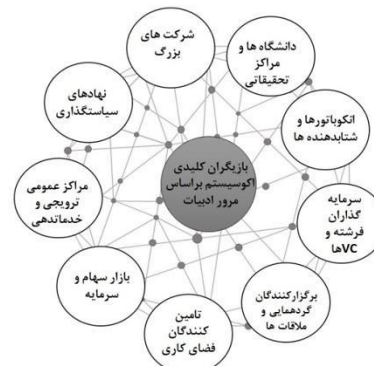 شرکت های
بزرگ
دانشگاه ها و
مراکز
تحقیقاتی
انکوباتورها و
شتابدهنده ها
سرمایه
گذاران
فرشته و
VCها
برگزارکنندگان
گردهمایی و
ملاقات ها
تامین
کنندگان
فضای کاری
بازار سهام و
سرمایه
مراکز عمومی
ترویجی و
خدماتدهی
نهادهای
سیاستگذاری
بازیگران کلیدی
اکوسیستم براساس
مرور ادبیات